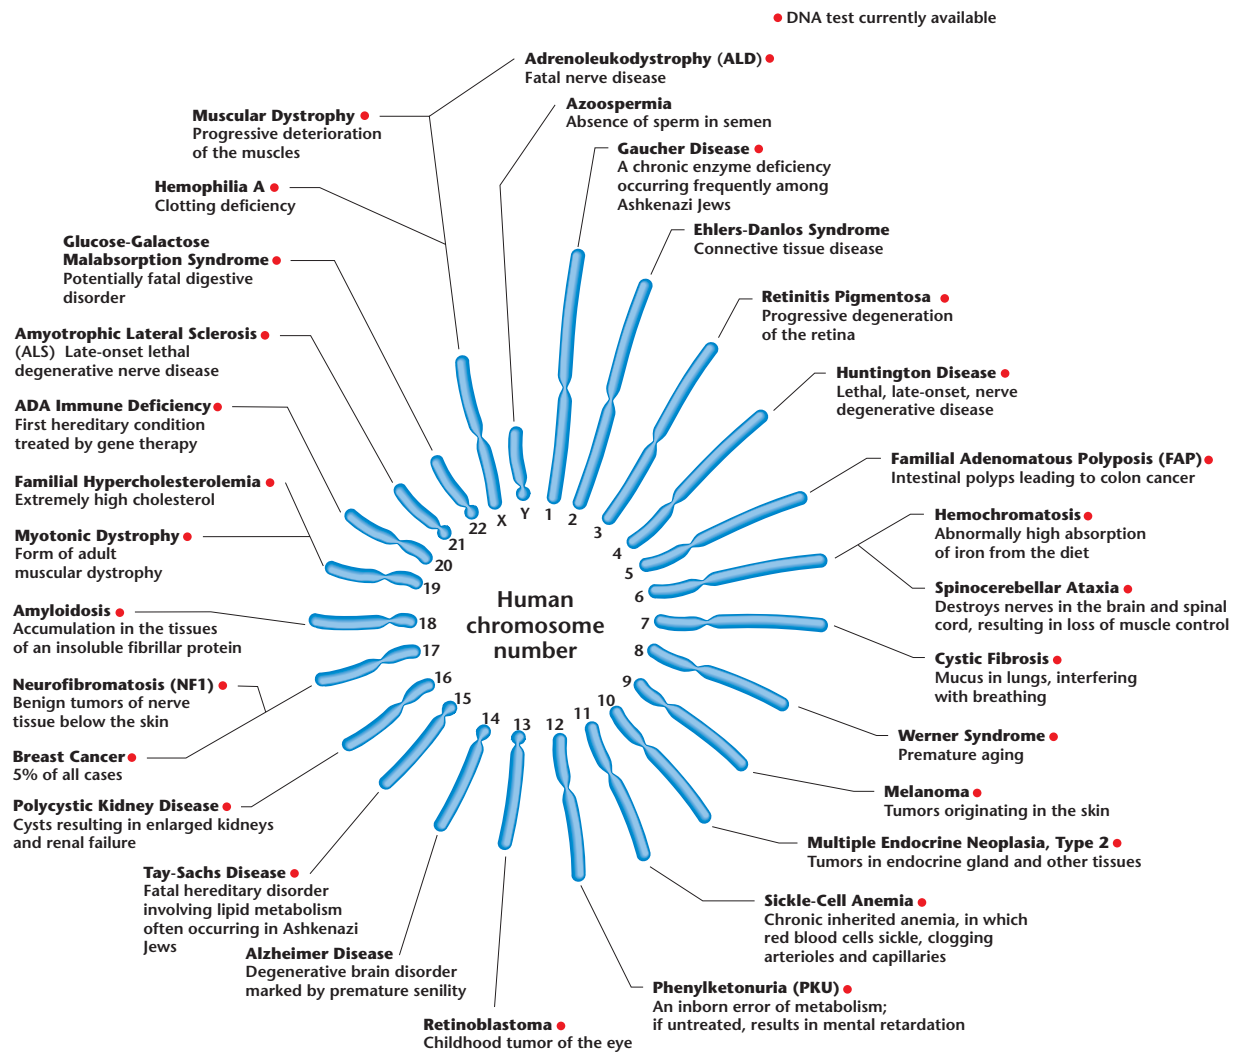 DNA test currently available
Adrenoleukodystrophy (ALD)
Fatal nerve disease
Azoospermia
Absence of sperm in semen
Gaucher Disease
A chronic enzyme deficiency
occurring frequently among
Ashkenazi Jews
Ehlers-Danlos Syndrome
Connective tissue disease
Retinitis Pigmentosa
Progressive degeneration
of the retina
Huntington Disease
Lethal, late-onset, nerve
degenerative disease
Familial Adenomatous Polyposis (FAP)
Intestinal polyps leading to colon cancer
Hemochromatosis
Abnormally high absorption
of iron from the diet
Spinocerebellar Ataxia
Destroys nerves in the brain and spinal
cord, resulting in loss of muscle control
Cystic Fibrosis
Mucus in lungs, interfering
with breathing
Werner Syndrome
Premature aging
Melanoma
Tumors originating in the skin
Multiple Endocrine Neoplasia, Type 2
Tumors in endocrine gland and other tissues
Sickle-Cell Anemia
Chronic inherited anemia, in which
red blood cells sickle, clogging
arterioles and capillaries
Phenylketonuria (PKU)
An inborn error of metabolism;
if untreated, results in mental retardation
Retinoblastoma
Childhood tumor of the eye
Alzheimer Disease
Degenerative brain disorder
marked by premature senility
Tay-Sachs Disease
Fatal hereditary disorder
involving lipid metabolism
often occurring in Ashkenazi
Jews
Polycystic Kidney Disease
Cysts resulting in enlarged kidneys
and renal failure
Breast Cancer
5% of all cases
Neurofibromatosis (NF1)
Benign tumors of nerve
tissue below the skin
Amyloidosis
Accumulation in the tissues
of an insoluble fibrillar protein
Myotonic Dystrophy
Form of adult
muscular dystrophy
Familial Hypercholesterolemia
Extremely high cholesterol
ADA Immune Deficiency
First hereditary condition
treated by gene therapy
Amyotrophic Lateral Sclerosis
(ALS) Late-onset lethal
degenerative nerve disease
Glucose-Galactose
Malabsorption Syndrome
Potentially fatal digestive
disorder
Hemophilia A
Clotting deficiency
Muscular Dystrophy
Progressive deterioration
of the muscles
Human
chromosome
number
1
2
3
4
5
6
7
8
9
10
11
12
13
14
15
16
17
18
19
20
21
22
X
Y